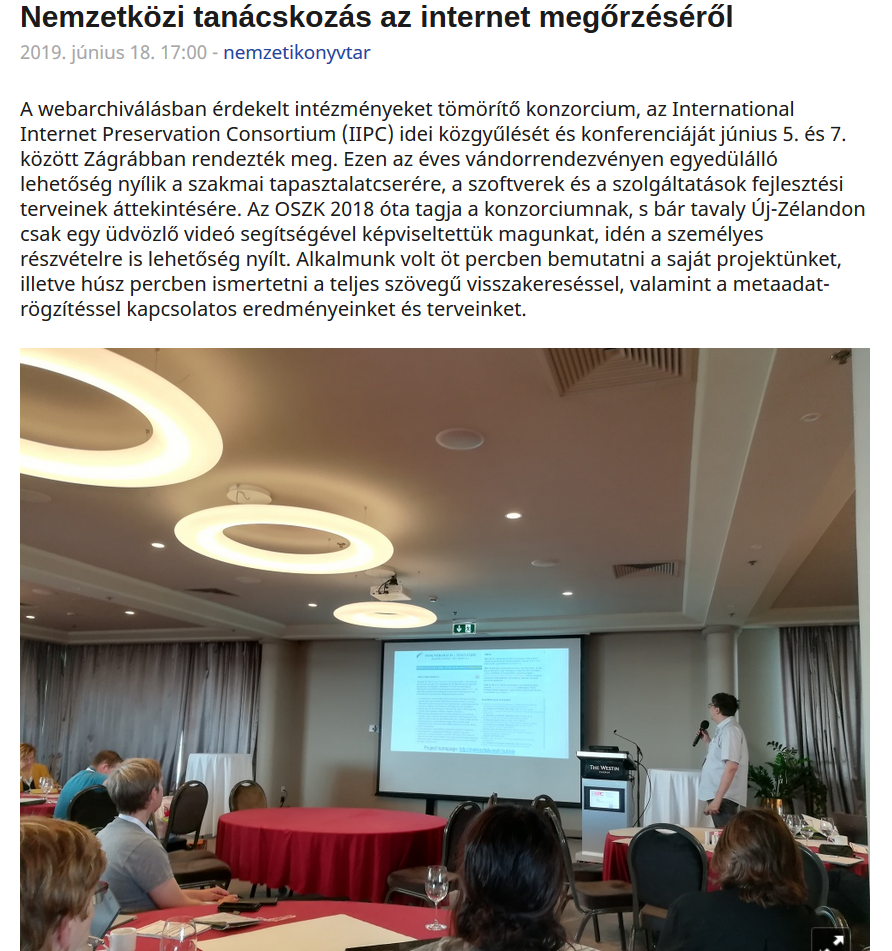 Nemzetközi tanácskozás az internet megőrzéséről
2019. június 18. 17:00 - nemzetikonyvtar
A webarchiválásban érdekelt intézményeket tömörítő konzorcium, az International
Internet Preservation Consortium (IIPC) idei közgyűlését és konferenciáját június 5. és 7.
között Zágrábban rendezték meg. Ezen az éves vándorrendezvényen egyedülálló
lehetőség nyílik a szakmai tapasztalatcserére, a szoftverek és a szolgáltatások fejlesztési
terveinek áttekintésére. Az OSZK 2018 óta tagja a konzorciumnak, s bár tavaly Új-Zélandon
csak egy üdvözlő videó segítségével képviseltettük magunkat, idén a személyes
részvételre is lehetőség nyílt. Alkalmunk volt öt percben bemutatni a saját projektünket,
illetve húsz percben ismertetni a teljes szövegű visszakereséssel, valamint a metaadat-
rögzítéssel kapcsolatos eredményeinket és terveinket.
THE WESTIN